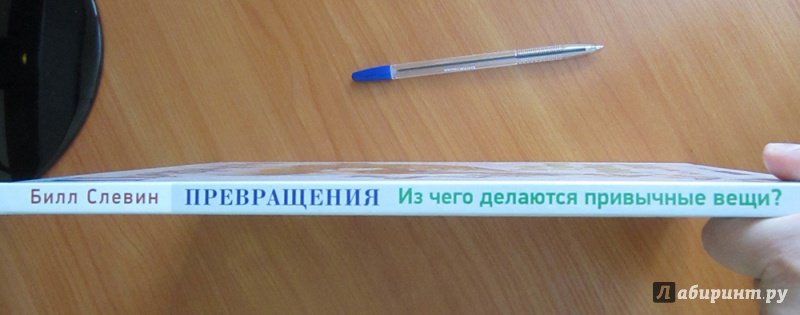 Билл Слевин ПРЕВРАЩЕНИЯ Из чего делаются привычные вещи?
Лабиринт.ру